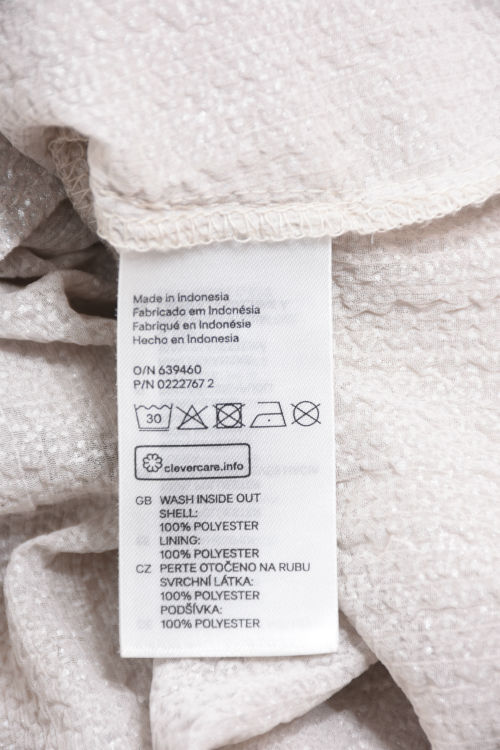 Made in Indonesia
Fabricado em Indonésia
Fabriqué en Indonésie
Hecho en Indonesia
O/N 639460
P/N 0222767 2
30
clevercare.info
GB WASH INSIDE OUT
SHELL:
100% POLYESTER
LINING:
100% POLYESTER
CZ PERTE OTOČENO NA RUBU
SVRCHNÍ LÁTKA:
100% POLYESTER
PODŠÍVKA:
100% POLYESTER